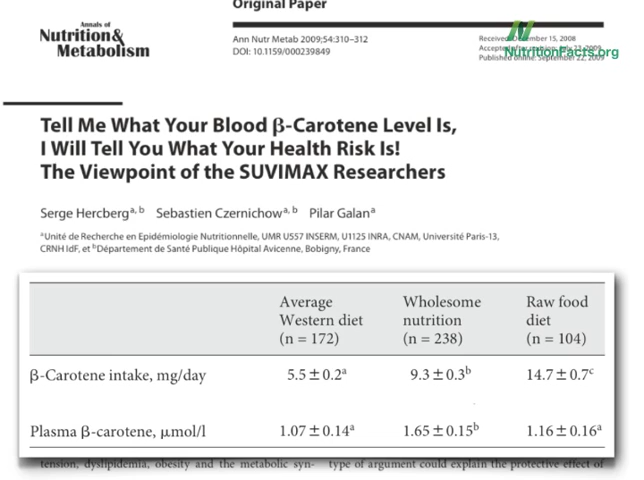 Original Paper
Annals of
Nutrition&
Metabolism
Ann Nutr Metab 2009;54:310–312
DOI: 10.1159/000239849
Received: December 15, 2008
Accepted after revision: July 23, 2009
Published online: September 22, 2009
NutritionFacts.org
Tell Me What Your Blood β-Carotene Level Is,
I Will Tell You What Your Health Risk Is!
The Viewpoint of the SUVIMAX Researchers
Serge Hercberg a, b Sebastien Czernichow a, b Pilar Galan a
a Unité de Recherche en Epidémiologie Nutritionnelle, UMR U557 INSERM, U1125 INRA, CNAM, Université Paris-13,
CRNH IdF, et b Département de Santé Publique Hôpital Avicenne, Bobigny, France
Average Western diet (n = 172) Wholesome nutrition (n = 238) Raw food diet (n = 104)
β-Carotene intake, mg/day 5.5 ± 0.2a 9.3 ± 0.3b 14.7 ± 0.7c
Plasma β-carotene, μmol/l 1.07 ± 0.14a 1.65 ± 0.15b 1.16 ± 0.16a
tension, dyslipidemia, obesity and the metabolic syn- type of argument could explain the protective effect of